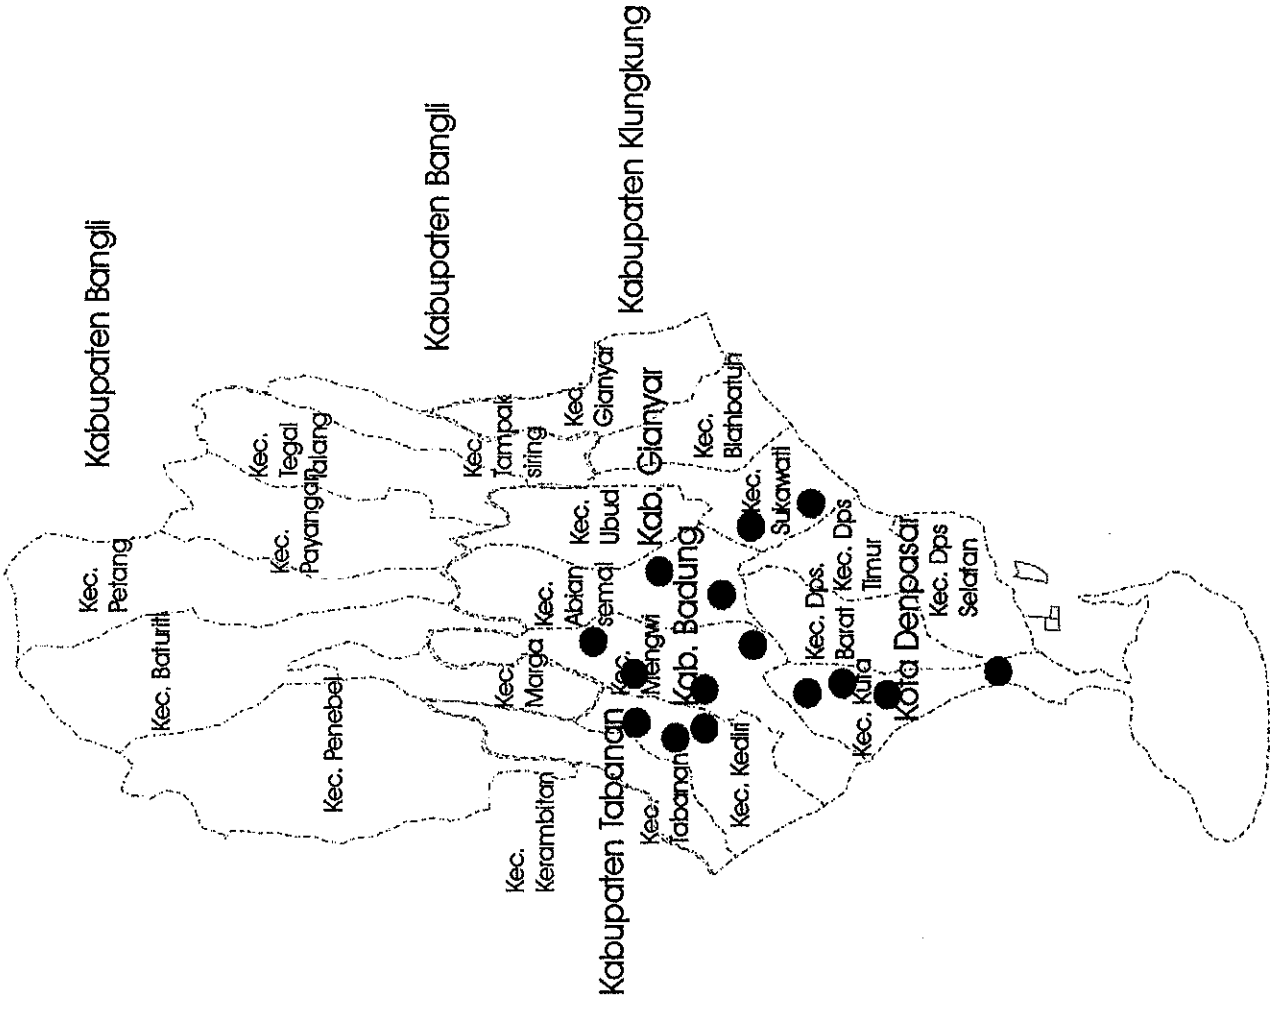 Kabupaten Bangli
Kec.
Petang
Kec. Baturiti
Kec.
Tegal
lalang
Kec.
Payangan
Kec. Penebel
Kabupaten Bangli
Kec.
Tampak
siring
Kec.
Marga
Kec.
Kerambitan
Kec.
Abian
semal
Kec.
Ubud
Kec.
Gianyar
Kabupaten Klungkung
Kabupaten Tabanan
Kec.
Mengwi
Kab. Gianyar
Kec.
Tabanan
Kab. Badung
Kec.
Blahbatuh
Kec. Kediri
Kec.
Sukawati
Kec. Dps.
Barat
Kec. Dps
Timur
Kec. Kuta
Kota Denpasar
Kec. Dps
Selatan